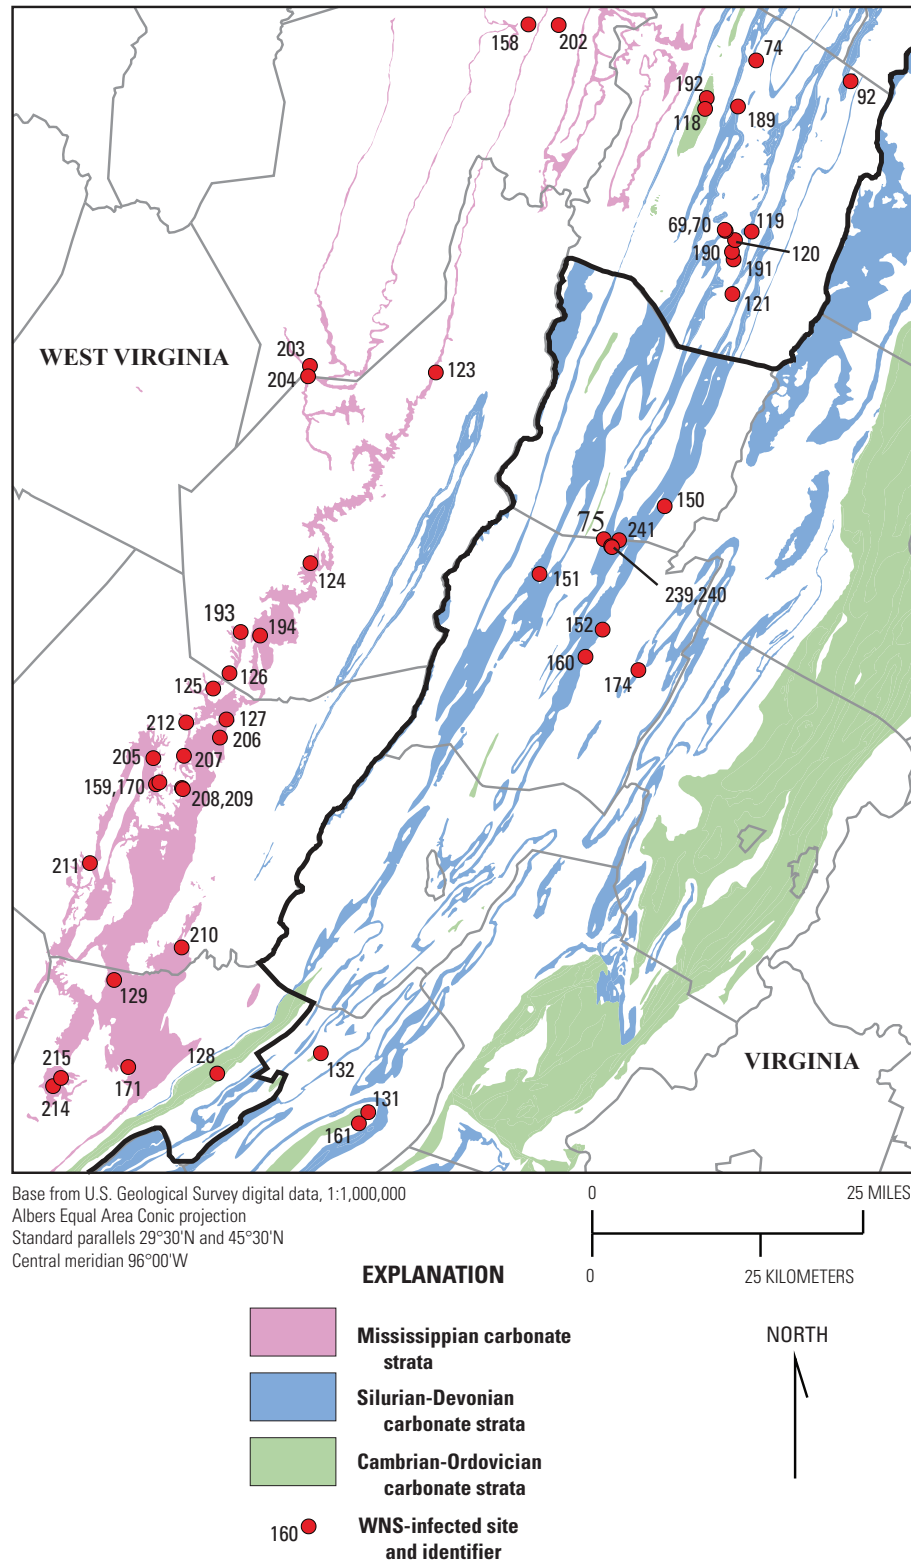 158
202
74
92
192
118
189
69,70
119
120
190
191
121
WEST VIRGINIA
203
204
123
150
75
241
124
151
239,240
193
194
152
160
174
126
125
212
127
206
205
207
159,170
208,209
211
210
129
215
128
132
VIRGINIA
171
214
131
161
Base from U.S. Geological Survey digital data, 1:1,000,000
Albers Equal Area Conic projection
Standard parallels 29°30'N and 45°30'N
Central meridian 96°00'W
0
25 MILES
0
25 KILOMETERS
EXPLANATION
Mississippian carbonate
strata
Silurian-Devonian
carbonate strata
Cambrian-Ordovician
carbonate strata
160
WNS-infected site
and identifier
NORTH